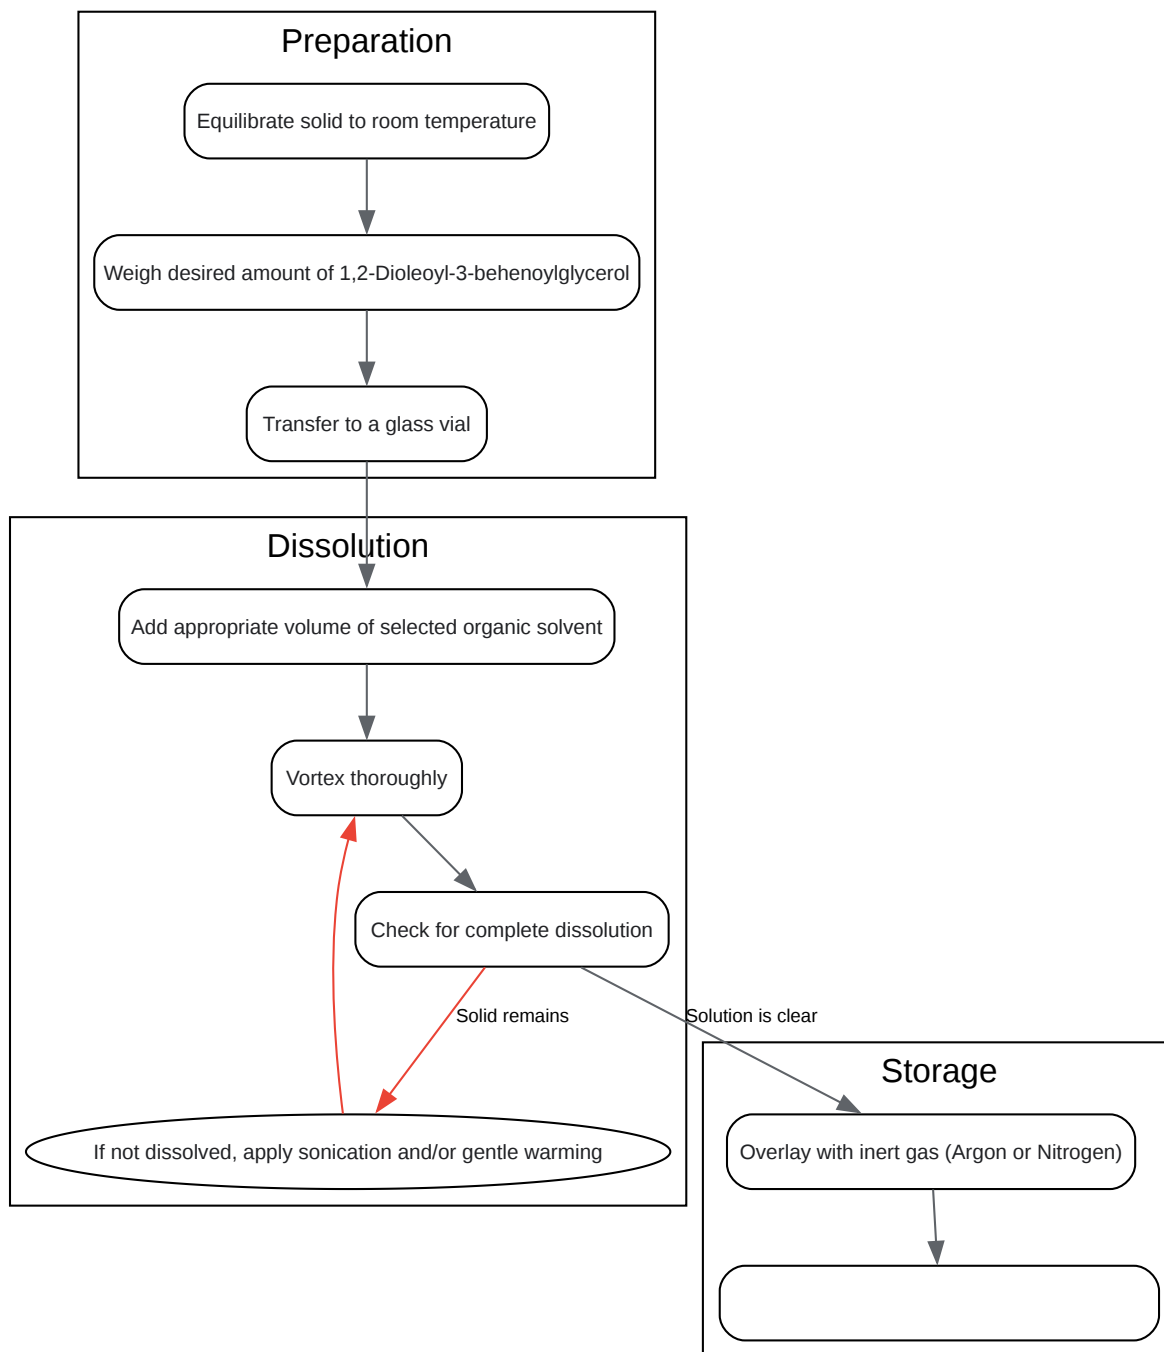 Preparation
Equilibrate solid to room temperature
Weigh desired amount of 1,2-Dioleoyl-3-behenoylglycerol
Transfer to a glass vial
Dissolution
Add appropriate volume of selected organic solvent
Vortex thoroughly
Check for complete dissolution
Solid remains
Solution is clear
If not dissolved, apply sonication and/or gentle warming
Storage
Overlay with inert gas (Argon or Nitrogen)